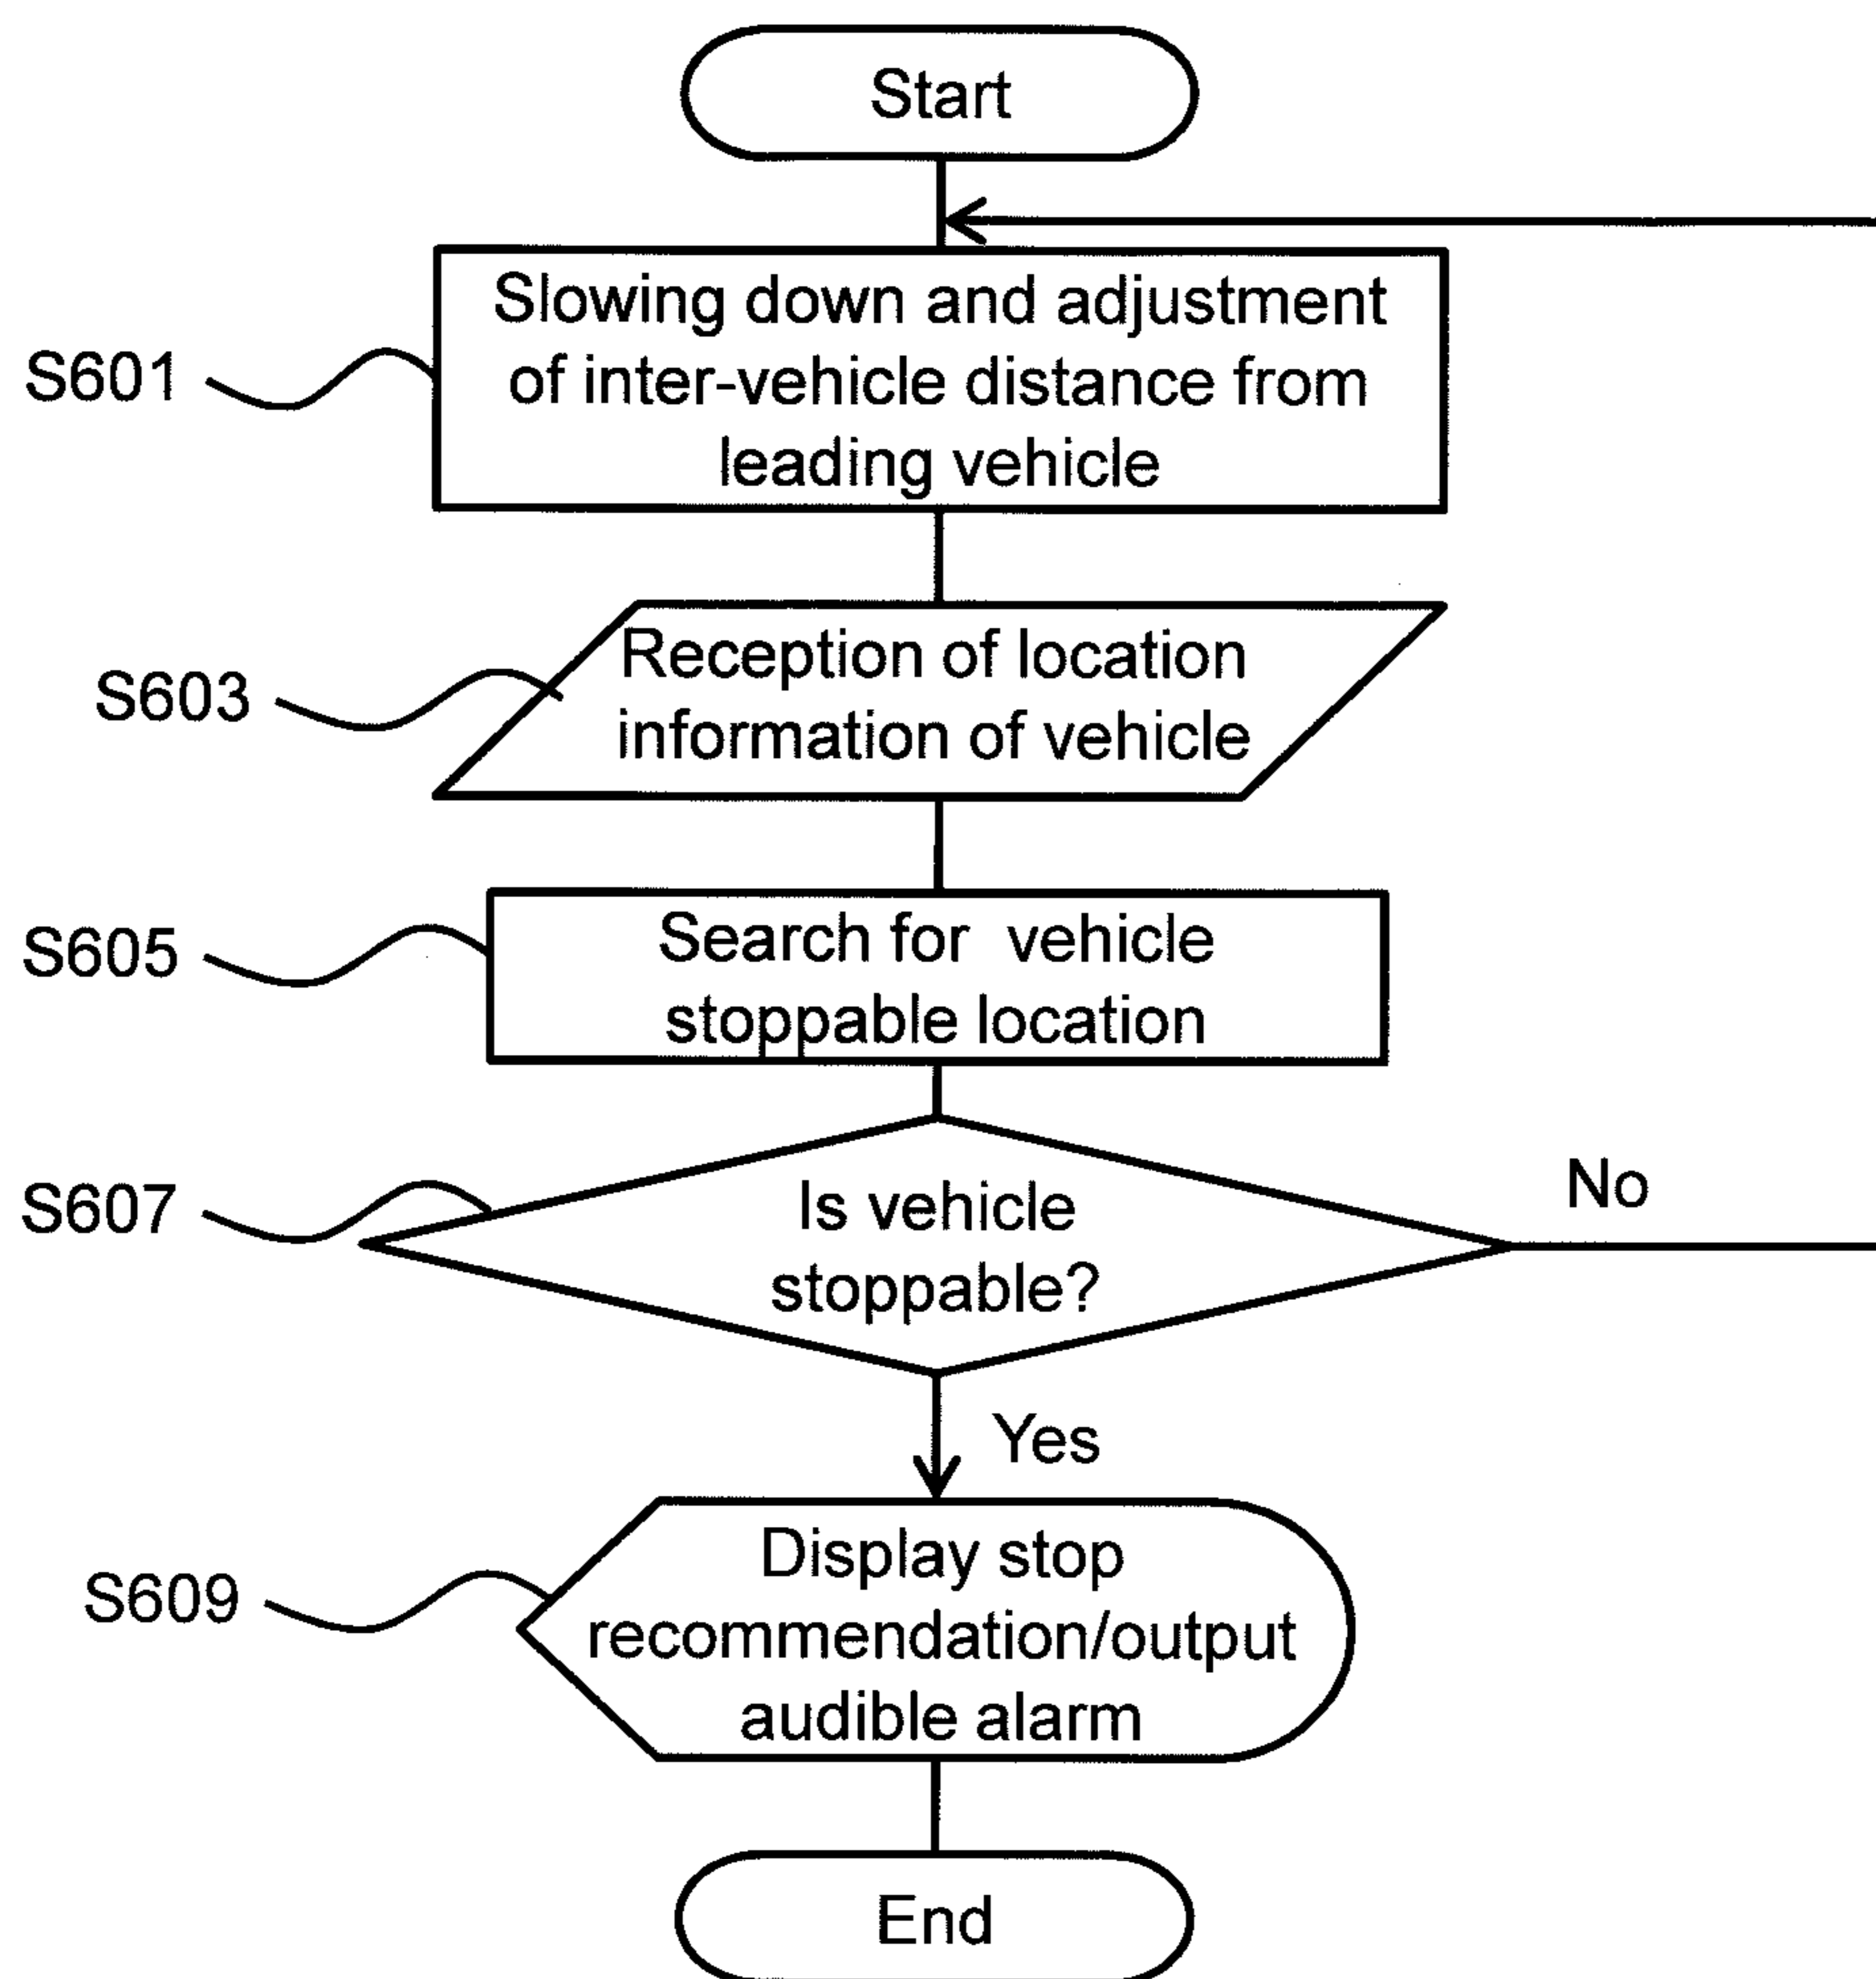 Start
Slowing down and adjustment
of inter-vehicle distance from
leading vehicle
S601
Reception of location
information of vehicle
S603
Search for vehicle
stoppable location
S605
Is vehicle
stoppable?
S607
No
Yes
Display stop
recommendation/output
audible alarm
S609
End